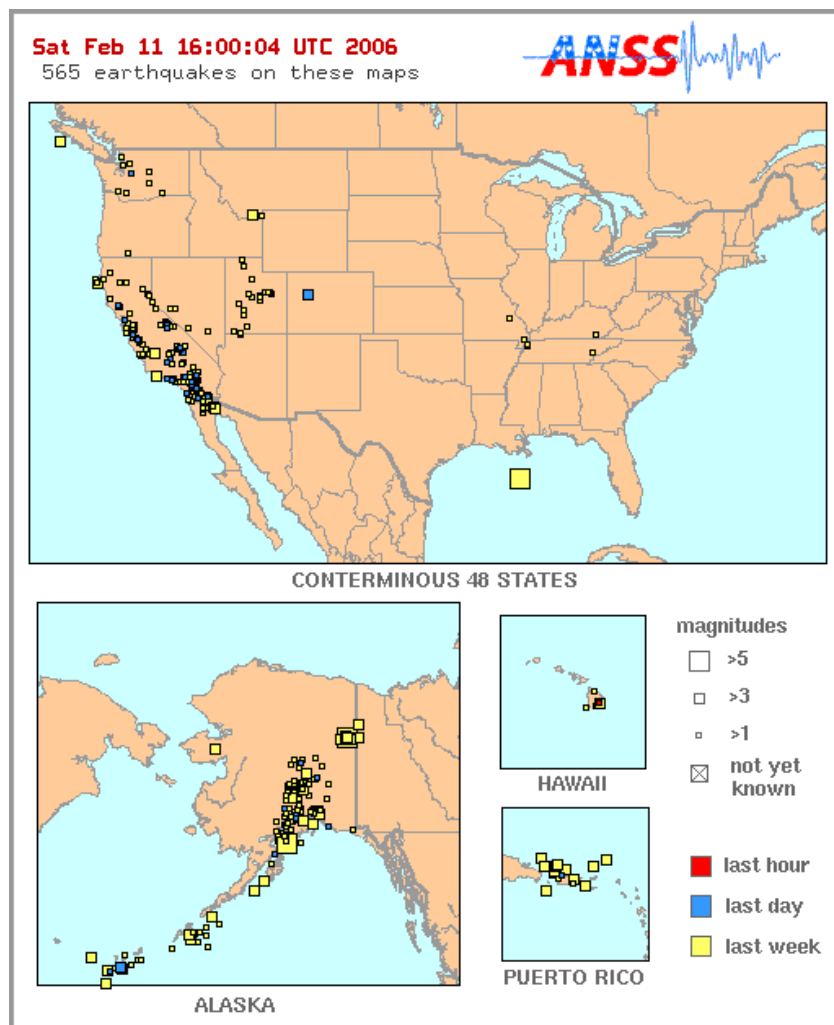 Sat Feb 11 16:00:04 UTC 2006
565 earthquakes on these maps
ANSS
CONTERMINOUS 48 STATES
magnitudes
>5
>3
>1
not yet
known
HAWAII
last hour
last day
last week
PUERTO RICO
ALASKA